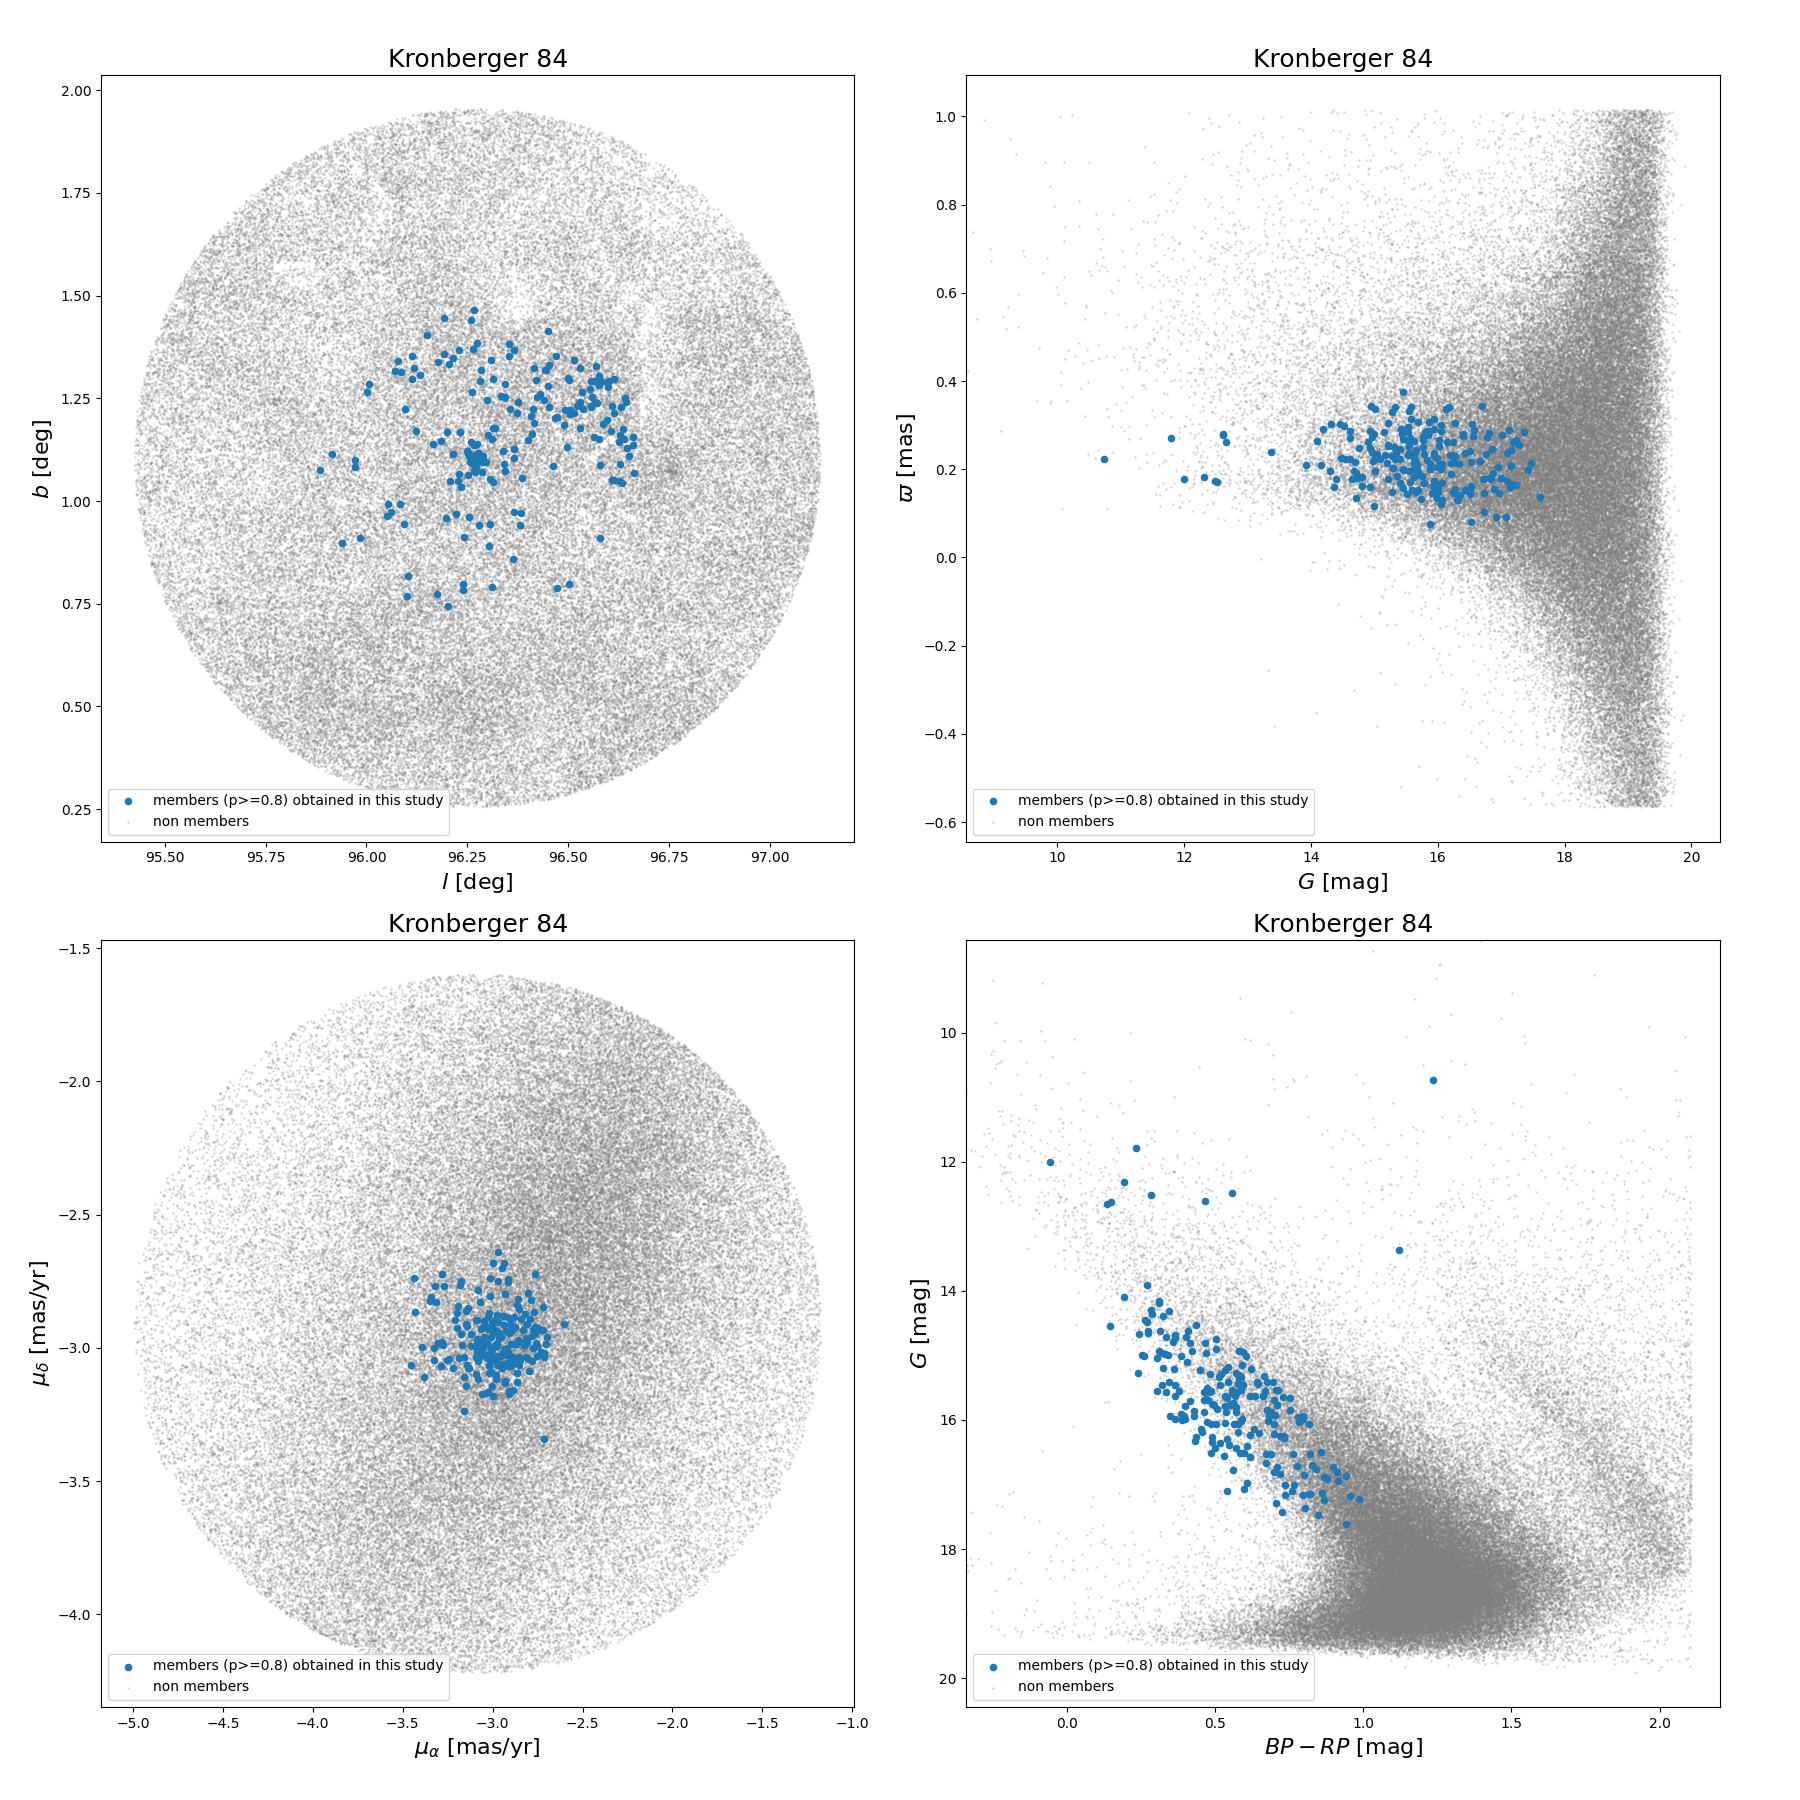 Kronberger 84
2.00
1.75
1.50
1.25
1.00
0.75
0.50
0.25
b [deg]
members (p>=0.8) obtained in this study
non members
95.50 95.75 96.00 96.25 96.50 96.75 97.00
l [deg]
Kronberger 84
1.0
0.8
0.6
0.4
0.2
0.0
−0.2
−0.4
−0.6
ϖ [mas]
members (p>=0.8) obtained in this study
non members
10 12 14 16 18 20
G [mag]
Kronberger 84
−1.5
−2.0
−2.5
−3.0
−3.5
−4.0
μδ [mas/yr]
members (p>=0.8) obtained in this study
non members
−5.0 −4.5 −4.0 −3.5 −3.0 −2.5 −2.0 −1.5 −1.0
μα [mas/yr]
Kronberger 84
10
12
14
16
18
20
G [mag]
members (p>=0.8) obtained in this study
non members
0.0 0.5 1.0 1.5 2.0
BP − RP [mag]